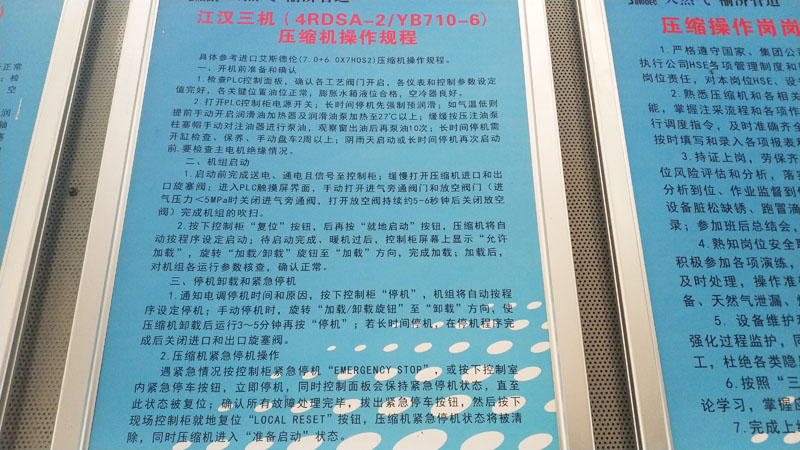 江汉三机（4RDSA-2/YB710-6）
压缩机操作规程
具体参考进口艾斯德伦(7.0+6.0X7HOS2)压缩机操作规程。
一、开机前准备和确认
1.检查PLC控制面板，确认各工艺阀门开启，各仪表和控制参数设定
值完好，各关键位置油位正常，膨胀水箱液位合格，空冷器良好。
2.打开PLC控制柜电源开关；长时间停机先强制预润滑；如气温低则
提前手动开启润滑油加热器及润滑油泵加热至27℃以上；缓缓按压注油泵
柱塞帽手动对注油器进行泵油，观察窗出油后再泵油10次；长时间停机需
开缸检查、保养、手动盘车2周以上；阴雨天启动或长时间停机再次启动
前.要检查主电机绝缘情况。
二、机组启动
1.启动前完成送电、通电且信号至控制柜；缓慢打开压缩机进口和出
口旋塞阀；进入PLC触摸屏界面，手动打开进气旁通阀门和放空阀门（进
气压力<5MPa时关闭进气旁通阀，打开放空阀持续约5-6秒钟后关闭放空
阀）完成机组的吹扫。
2.按下控制柜“复位”按钮，后再按“就地启动”按钮，压缩机将自
动按程序设定启动；待启动完成、暖机过后，控制柜屏幕上显示“允许
加载”，旋转“加载/卸载”旋钮至“加载”方向，完成加载；加载后，
对机组各运行参数核查，确认正常。
三、停机卸载和紧急停机
1.通知电调停机时间和原因，按下控制柜“停机”，机组将自动按程
序设定停机；手动停机时，旋转“加载/卸载旋钮”至“卸载”方向，使
压缩机卸载后运行3～5分钟再按“停机”；若长时间停机，在停机程序完
成后关闭进口和出口旋塞阀。
2.压缩机紧急停机操作
遇紧急情况按控制柜紧急停机“EMERGENCY STOP”，或按下控制室
内紧急停车按钮，立即停机，同时控制面板会保持紧急停机状态，直至
此状态被复位；确认所有故障处理完毕，拨出紧急停车按钮，然后按下
现场控制柜就地复位“LOCAL RESET”按钮，压缩机紧急停机状态将被清
除，同时压缩机进入“准备启动”状态。
压缩操作岗岗
1.严格遵守国家、集团公
执行公司HSE各项管理制度和
岗位责任，对本岗位HSE、设
2.熟悉压缩机和各相关
能，掌握注采流程和各项作
行调度指令，及时准确齐全
按时填写和录入各项报表和
3.持证上岗，劳保齐
位风险评估和分析，落实
分析到位、作业监督到
设备脏松缺锈、跑冒滴
录；参加班后总结会，
4.熟知岗位安全
积极参加各项演练，
及时处理，操作准
备、天然气泄漏、
5.设备维护和
强化过程监护，同
工，杜绝各类隐
6.按照“三
论学习，掌握应
7.完成上